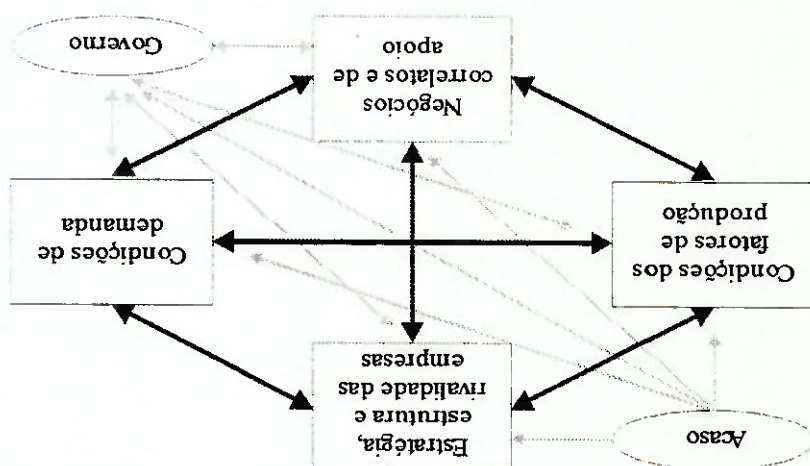 Acaso
Estratégia,
estrutura e
rivalidade das
empresas
Condições dos
fatores de
produção
Condições de
demanda
Negócios
correlatos e de
apoio
Governo